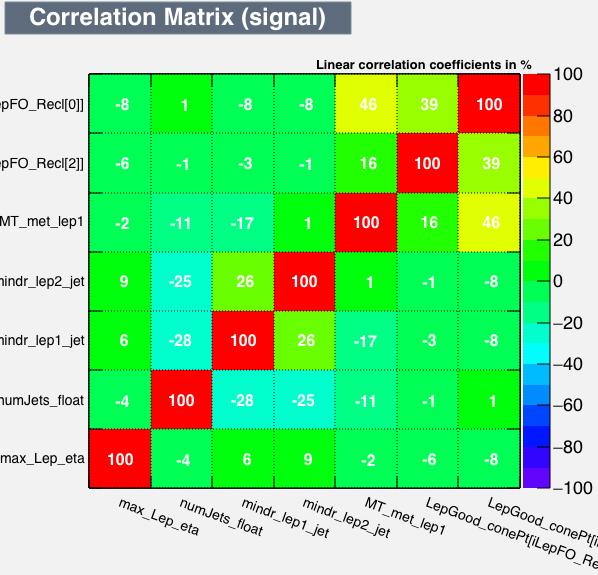 Correlation Matrix (signal)
Linear correlation coefficients in %
epFO_Recl[0]] -8 1 -8 -8 46 39 100
epFO_Recl[2]] -6 -1 -3 -1 16 100 39
MT_met_lep1 -2 -11 -17 1 100 16 46
mindr_lep2_jet 9 -25 26 100 1 -1 -8
mindr_lep1_jet 6 -28 100 26 -17 -3 -8
numJets_float -4 100 -28 -25 -11 -1 1
max_Lep_eta 100 -4 6 9 -2 -6 -8
100
80
60
40
20
0
−20
−40
−60
−80
−100
max_Lep_eta
numJets_float
mindr_lep1_jet
mindr_lep2_jet
MT_met_lep1
LepGood_conePt[iLepFO_Re
LepGood_conePt[i